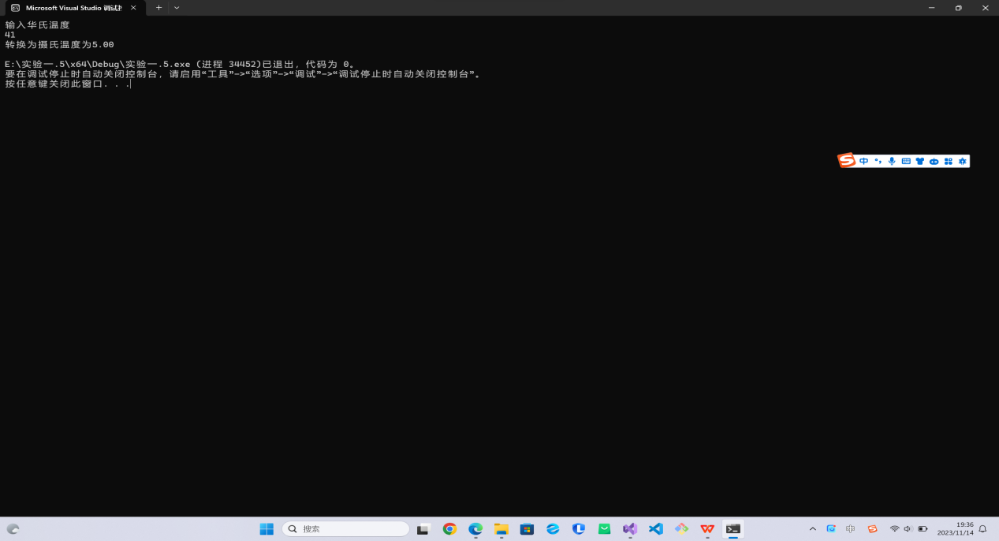 Microsoft Visual Studio 调试控
输入华氏温度
41
转换为摄氏温度为5.00
E:\实验一.5\x64\Debug\实验一.5.exe (进程 34452)已退出，代码为 0。
要在调试停止时自动关闭控制台，请启用“工具”->“选项”->“调试”->“调试停止时自动关闭控制台”。
按任意键关闭此窗口. . .
中
搜索
中
19:36
2023/11/14